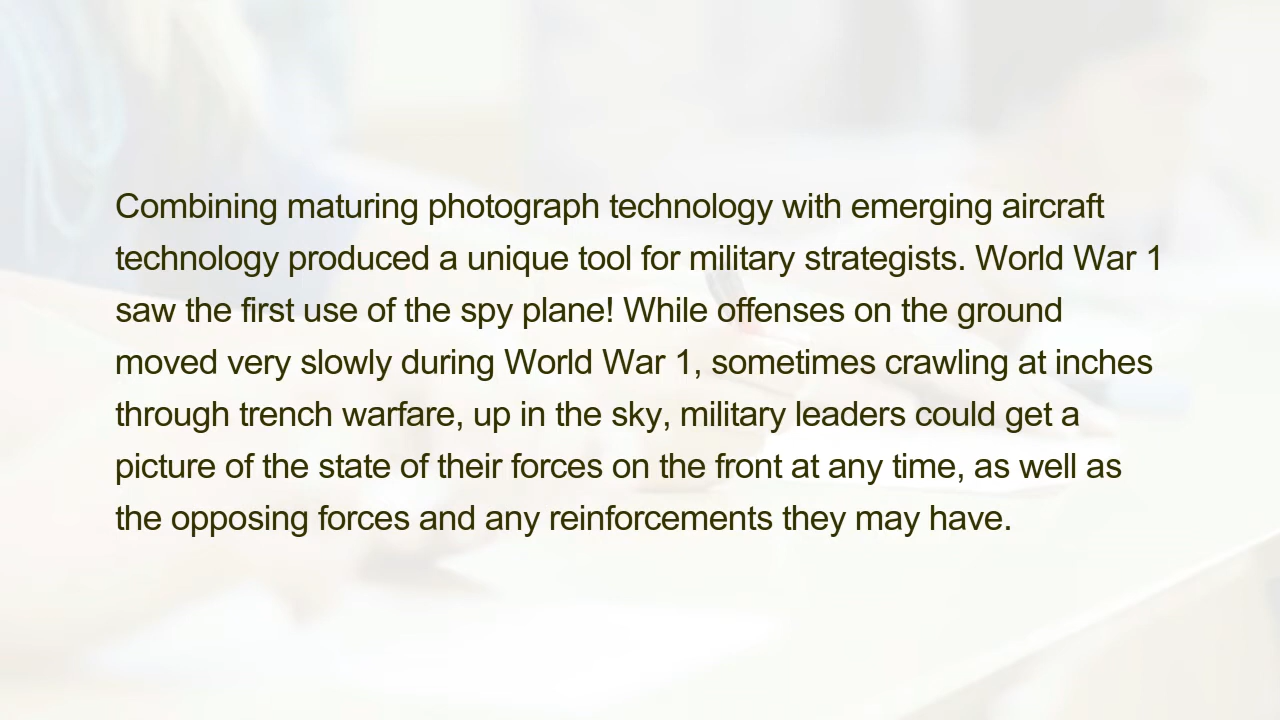 Combining maturing photograph technology with emerging aircraft
technology produced a unique tool for military strategists. World War 1
saw the first use of the spy plane! While offenses on the ground
moved very slowly during World War 1, sometimes crawling at inches
through trench warfare, up in the sky, military leaders could get a
picture of the state of their forces on the front at any time, as well as
the opposing forces and any reinforcements they may have.